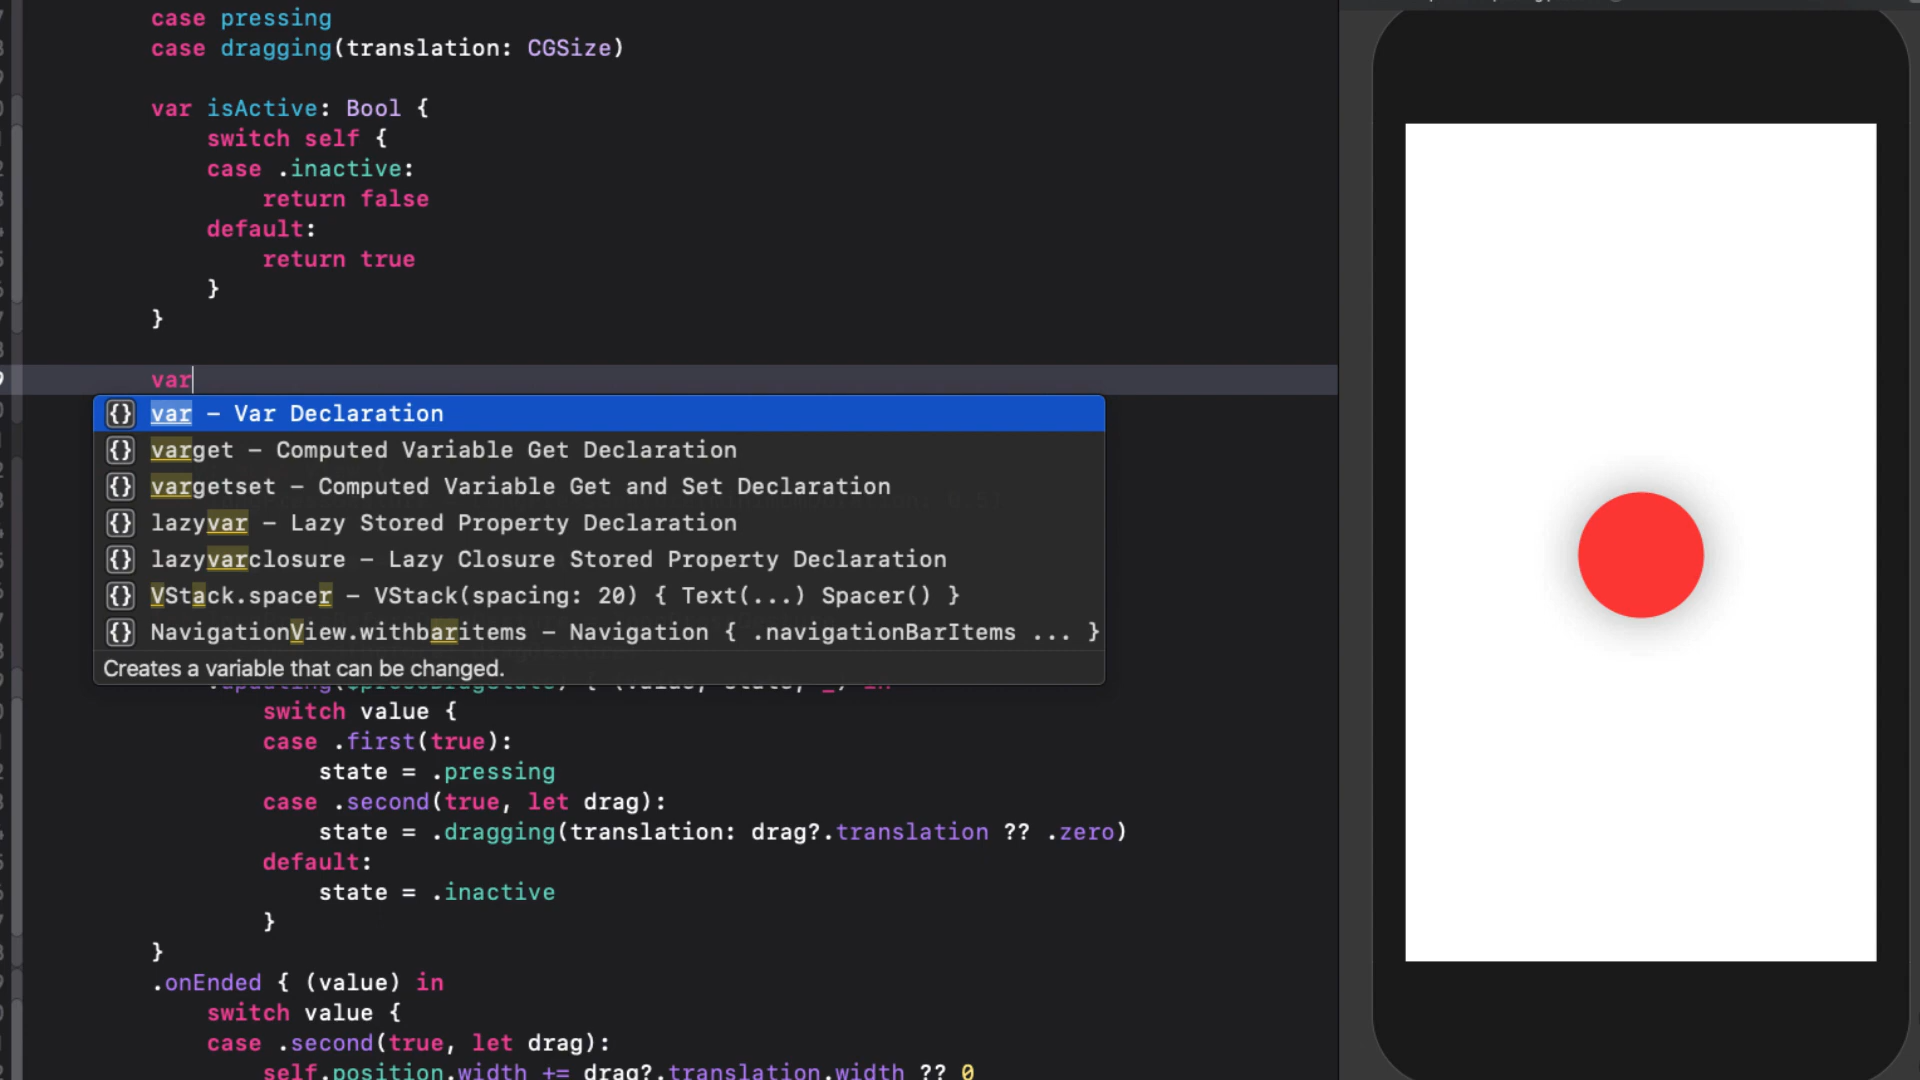 case pressing
case dragging(translation: CGSize)
var isActive: Bool {
switch self {
case .inactive:
return false
default:
return true
}
}
var
{} var — Var Declaration
{} varget — Computed Variable Get Declaration
{} vargetset — Computed Variable Get and Set Declaration
{} lazyvar — Lazy Stored Property Declaration
{} lazyvarclosure — Lazy Closure Stored Property Declaration
{} VStack.spacer — VStack(spacing: 20) { Text(...) Spacer() }
{} NavigationView.withbaritems — Navigation { .navigationBarItems ... }
Creates a variable that can be changed.
.updating($pressDragState) { (value, state, _) in
switch value {
case .first(true):
state = .pressing
case .second(true, let drag):
state = .dragging(translation: drag?.translation ?? .zero)
default:
state = .inactive
}
}
.onEnded { (value) in
switch value {
case .second(true, let drag):
self.position.width += drag?.translation.width ?? 0